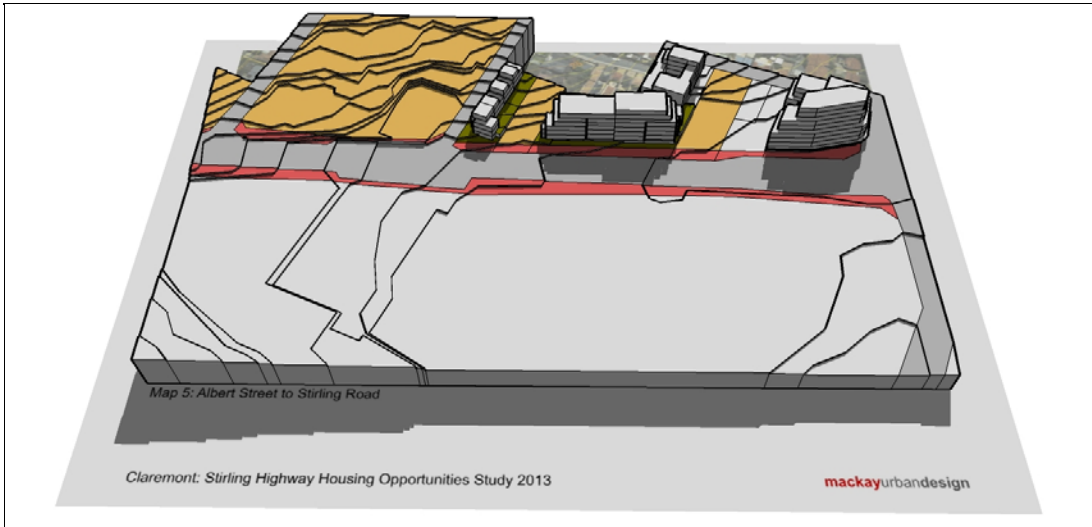 Map 5: Albert Street to Stirling Road
Claremont: Stirling Highway Housing Opportunities Study 2013
mackayurbandesign